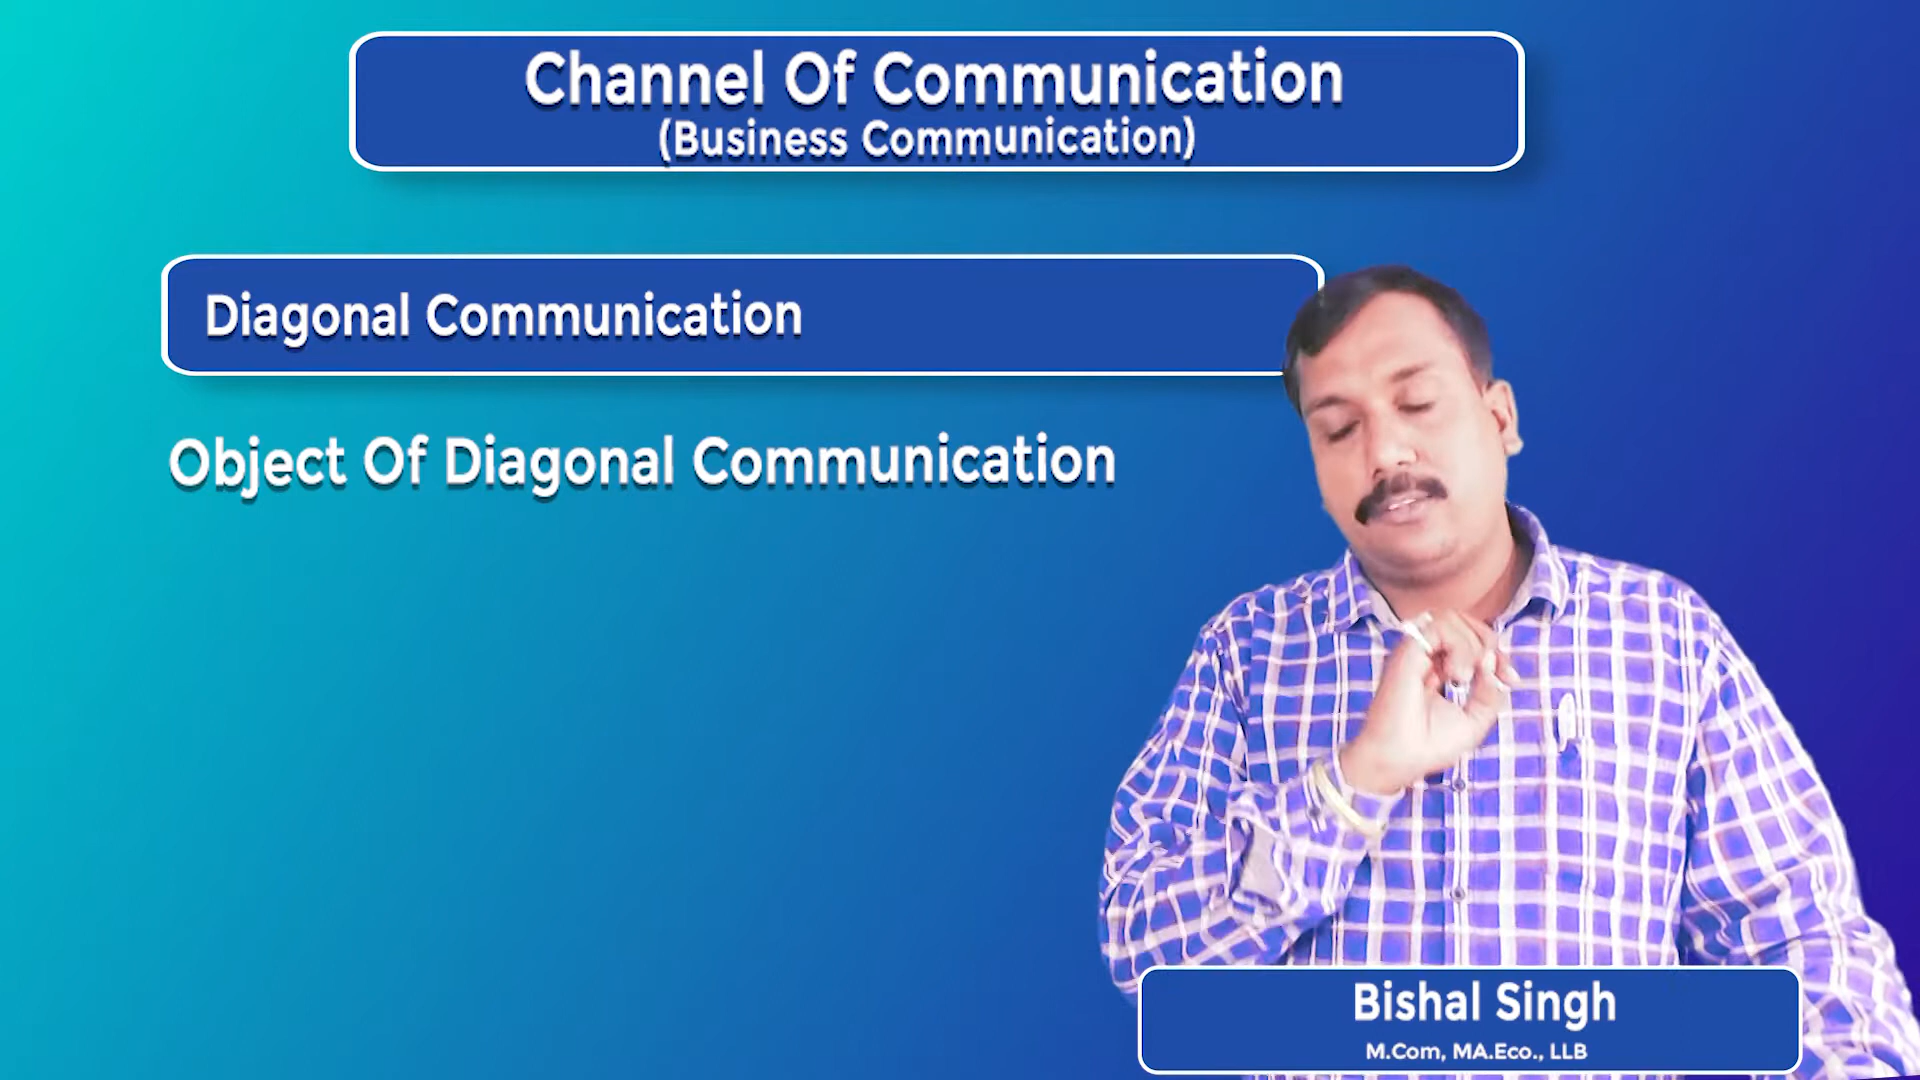 Channel Of Communication
(Business Communication)
Diagonal Communication
Object Of Diagonal Communication
Bishal Singh
M.Com, MA.Eco., LLB